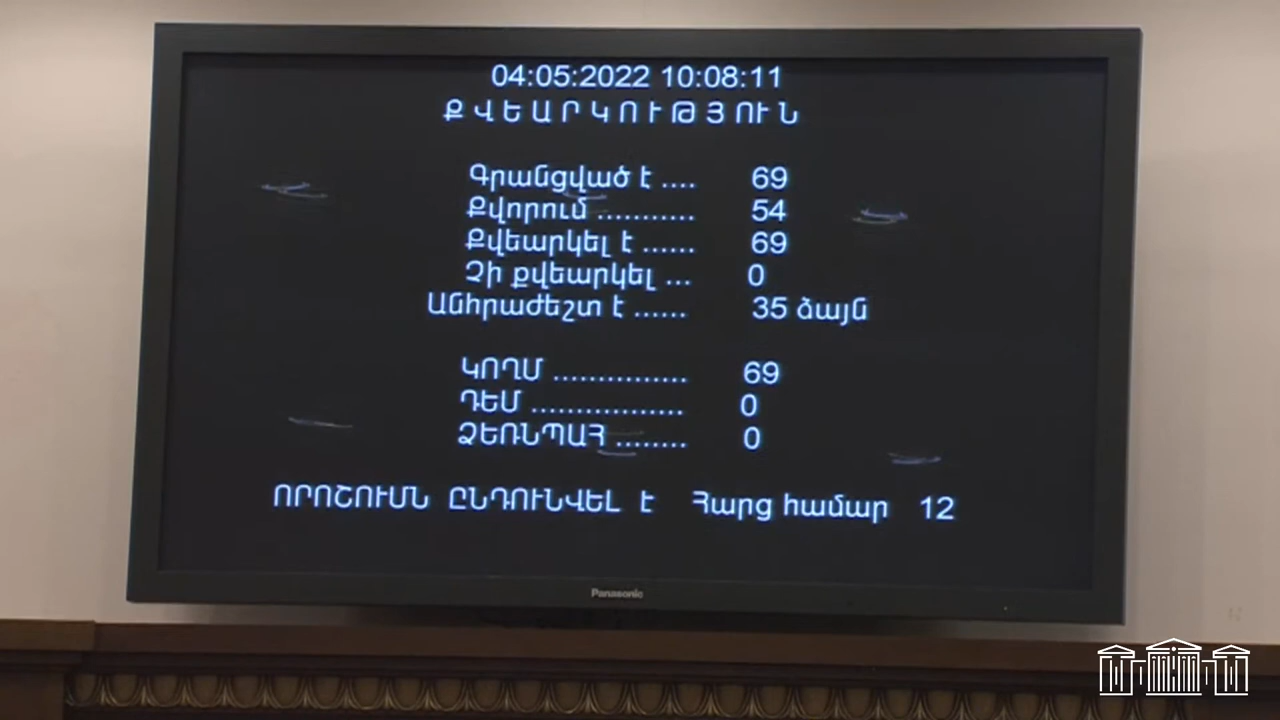 04:05:2022 10:08:11
ՔՎԵԱՐԿՈՒԹՅՈՒՆ
Գրանցված է .... 69
Քվորում ........... 54
Քվեարկել է ...... 69
Չի քվեարկել ... 0
Անհրաժեշտ է ...... 35 ձայն
ԿՈՂՄ ............... 69
ԴԵՄ ................. 0
ՁԵՌՆՊԱՀ ........ 0
ՈՐՈՇՈՒՄՆ ԸՆԴՈՒՆՎԵԼ է Հարց համար 12
Panasonic